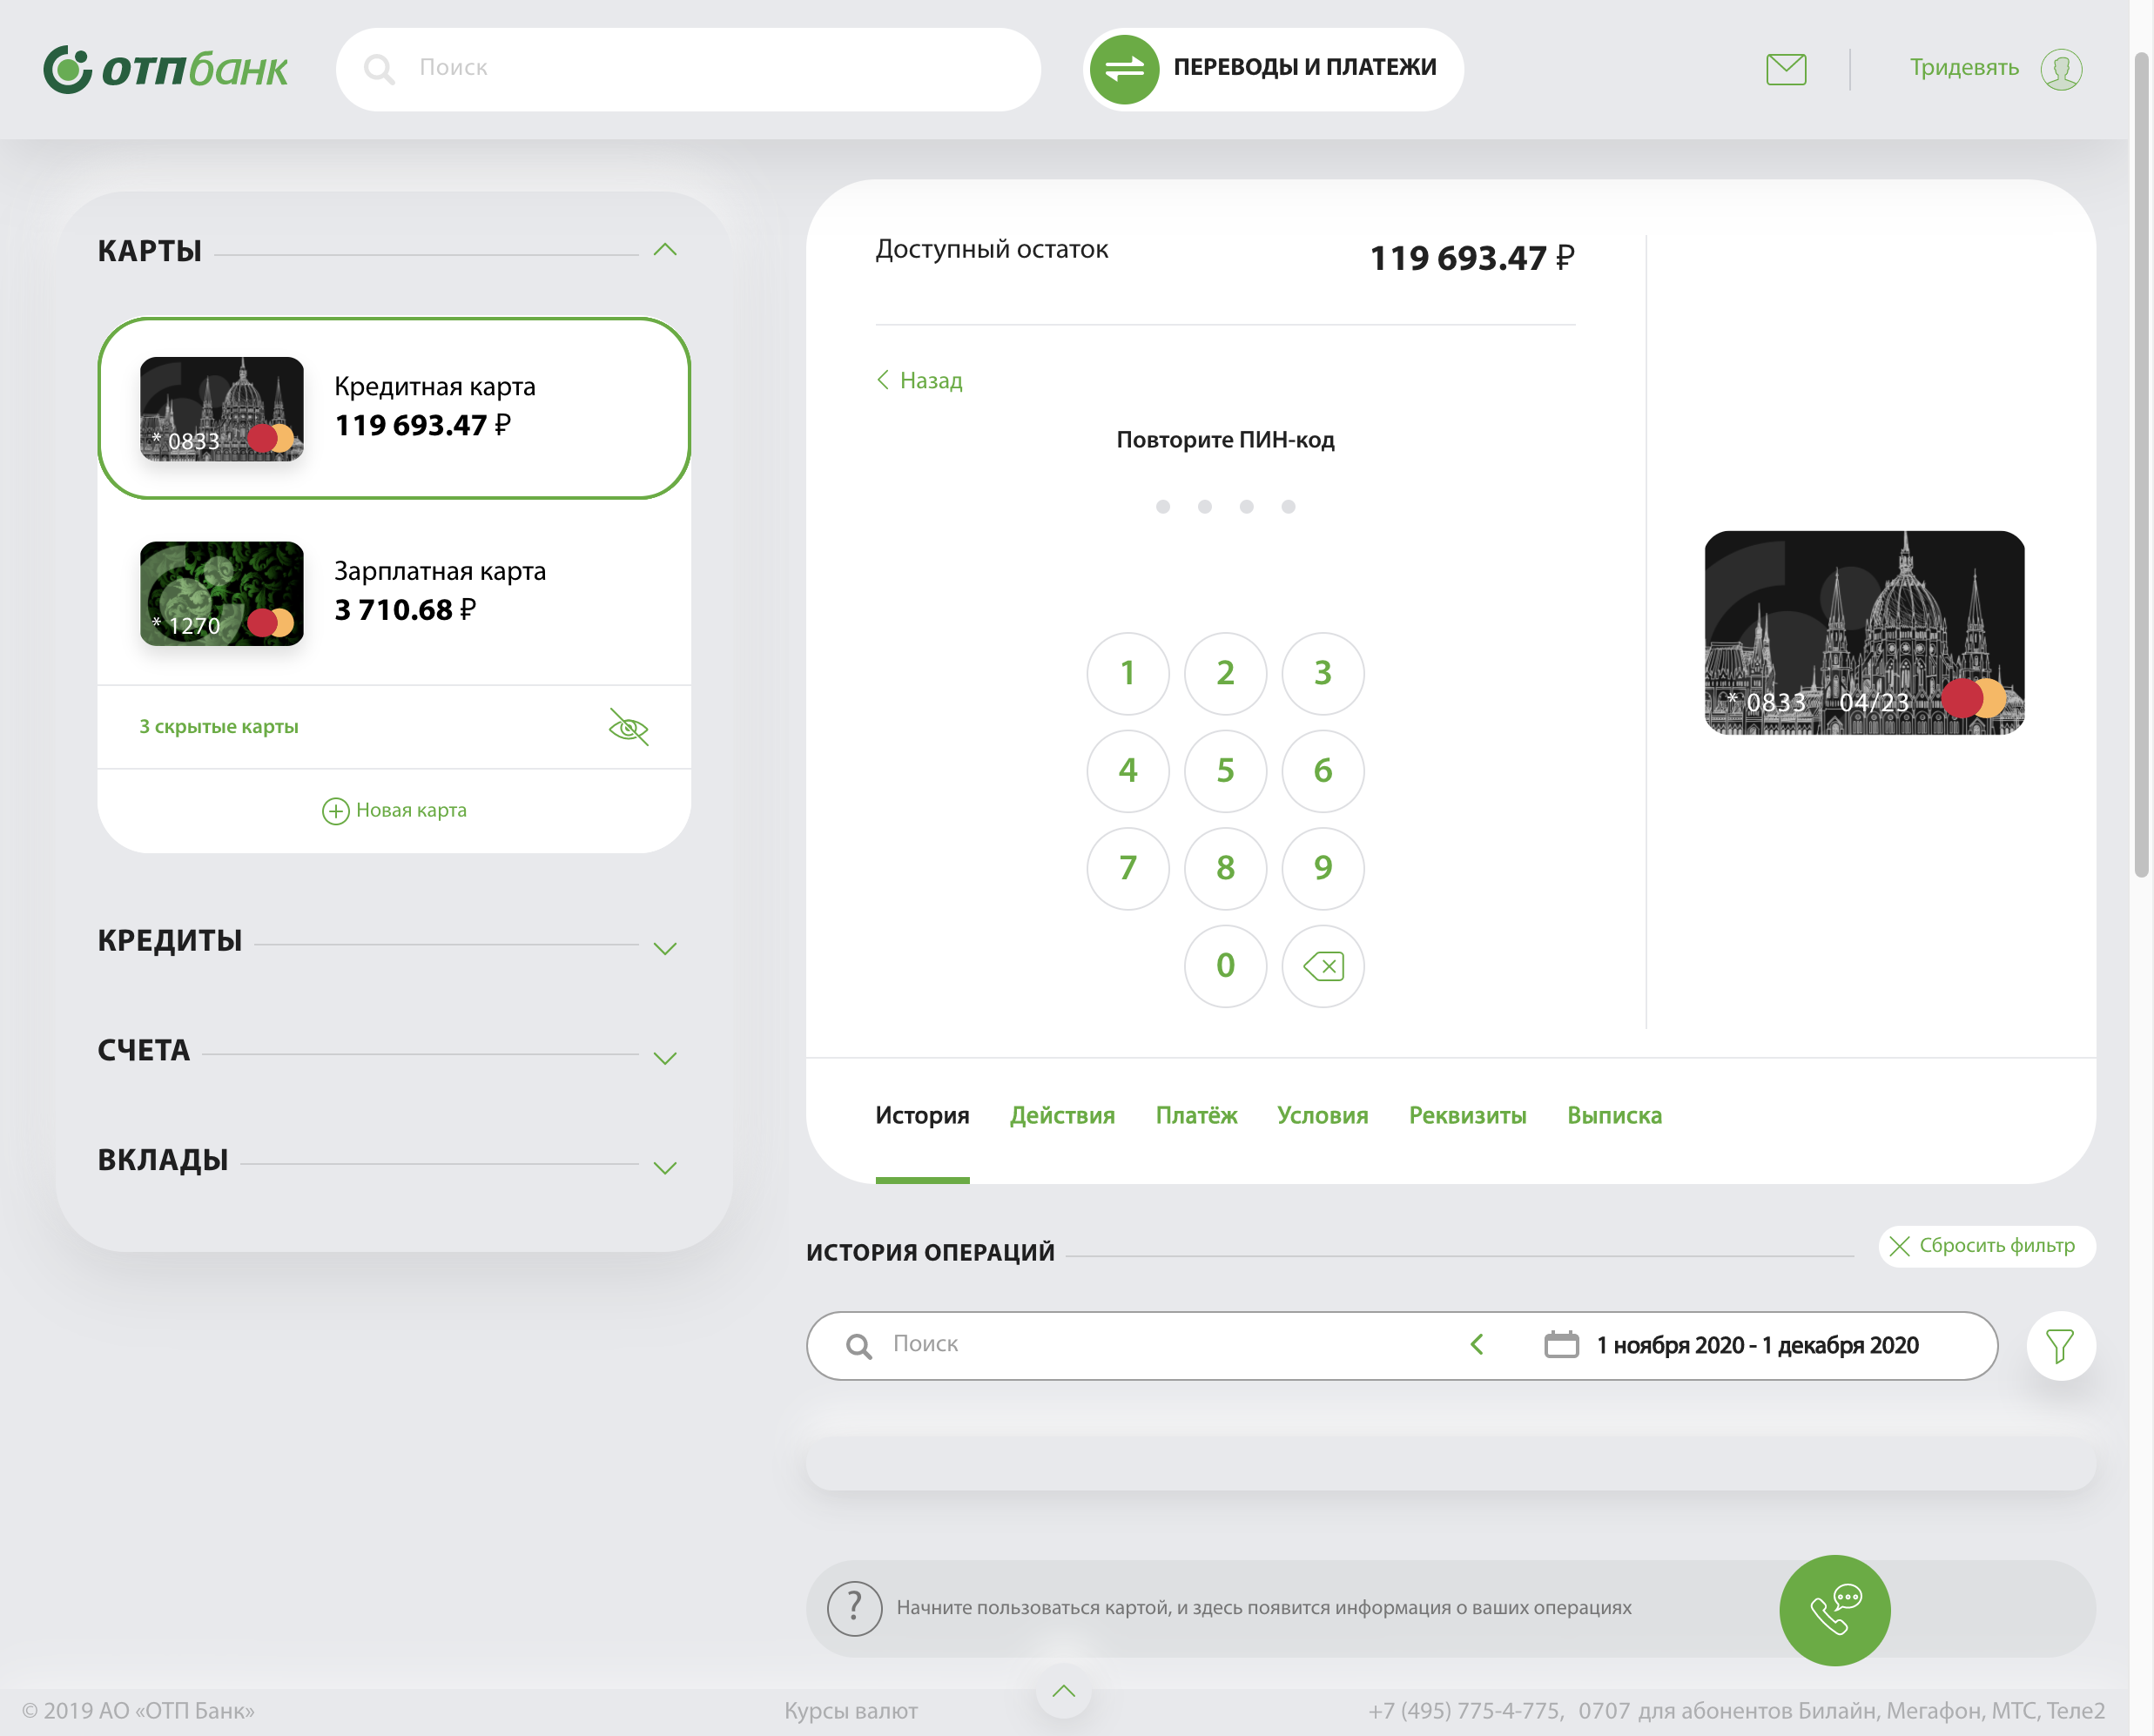 ОТПбанк
Поиск
ПЕРЕВОДЫ И ПЛАТЕЖИ
Тридевять
КАРТЫ
Кредитная карта
119 693.47 ₽
* 0833
Зарплатная карта
3 710.68 ₽
* 1270
3 скрытые карты
Новая карта
КРЕДИТЫ
СЧЕТА
ВКЛАДЫ
Доступный остаток
119 693.47 ₽
Назад
Повторите ПИН-код
1 2 3
4 5 6
7 8 9
0
* 0833 04/23
История Действия Платёж Условия Реквизиты Выписка
ИСТОРИЯ ОПЕРАЦИЙ
Сбросить фильтр
Поиск
1 ноября 2020 - 1 декабря 2020
? Начните пользоваться картой, и здесь появится информация о ваших операциях
© 2019 АО «ОТП Банк»
Курсы валют
+7 (495) 775-4-775, 0707 для абонентов Билайн, Мегафон, МТС, Теле2